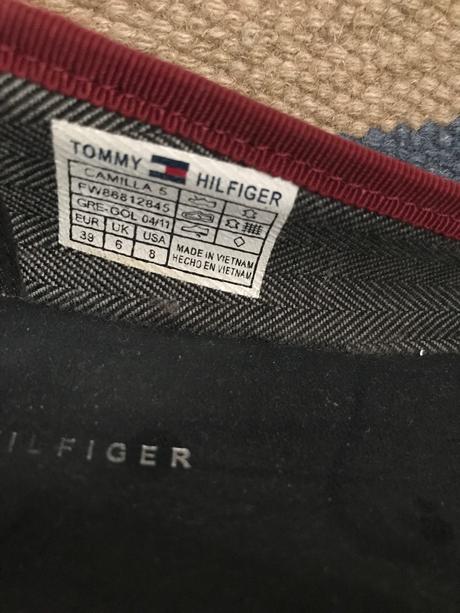 TOMMY HILFIGER
CAMILLA 5
FW86812845
GRE-GOL 04/11
EUR UK USA
39 6 8
MADE IN VIETNAM
HECHO EN VIETNAM
HILFIGER